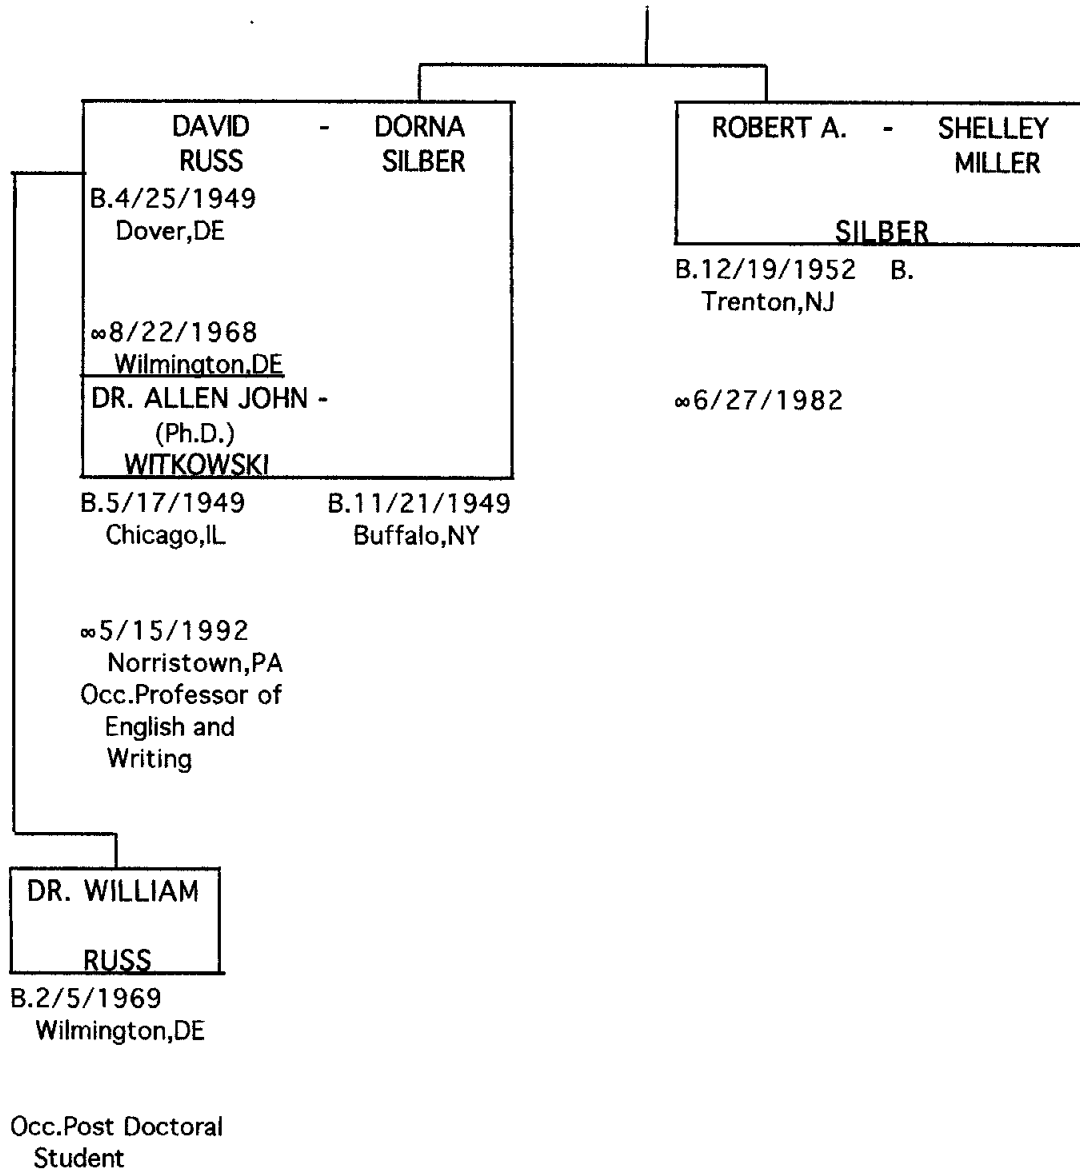 DAVID - DORNA
RUSS SILBER
B.4/25/1949
Dover,DE
∞8/22/1968
Wilmington,DE
DR. ALLEN JOHN -
(Ph.D.)
WITKOWSKI
B.5/17/1949 B.11/21/1949
Chicago,IL Buffalo,NY
∞5/15/1992
Norristown,PA
Occ.Professor of
English and
Writing
ROBERT A. - SHELLEY
MILLER
SILBER
B.12/19/1952 B.
Trenton,NJ
∞6/27/1982
DR. WILLIAM
RUSS
B.2/5/1969
Wilmington,DE
Occ.Post Doctoral
Student